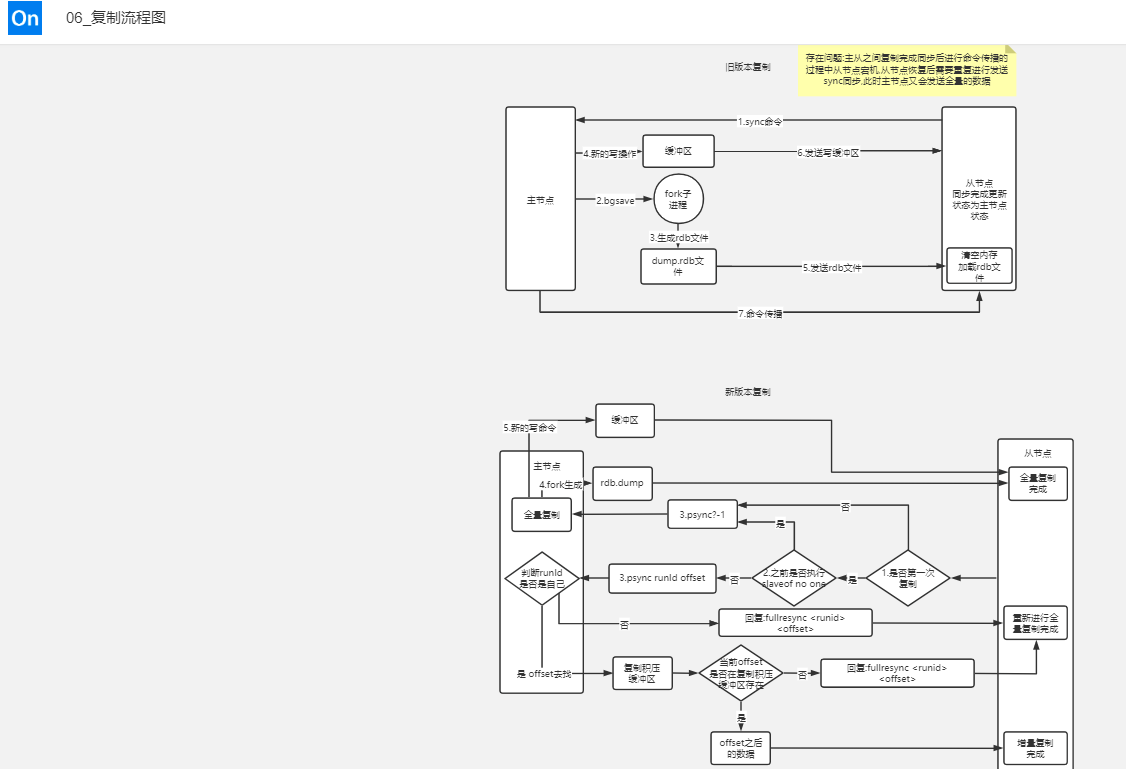 On
06_复制流程图
旧版本复制
存在问题:主从之间复制完成同步后进行命令传播的
过程中从节点宕机,从节点恢复后需要重复进行发送
sync同步,此时主节点又会发送全量的数据
1.sync命令
4.新的写操作
缓冲区
6.发送写缓冲区
主节点
2.bgsave
fork子
进程
从节点
同步完成更新
状态为主节点
状态
3.生成rdb文件
dump.rdb文
件
5.发送rdb文件
清空内存
加载rdb文
件
7.命令传播
新版本复制
5.新的写命令
缓冲区
主节点
从节点
4.fork生成
rdb.dump
全量复制
完成
全量复制
3.psync?-1
否
是
判断runId
是否是自己
3.psync runId offset
否
2.之前是否执行
slaveof no one
是
1.是否第一次
复制
否
回复:fullresync <runid>
<offset>
重新进行全
量复制完成
是 offset去找
复制积压
缓冲区
当前offset
是否在复制积压
缓冲区存在
否
回复:fullresync <runid>
<offset>
是
offset之后
的数据
增量复制
完成